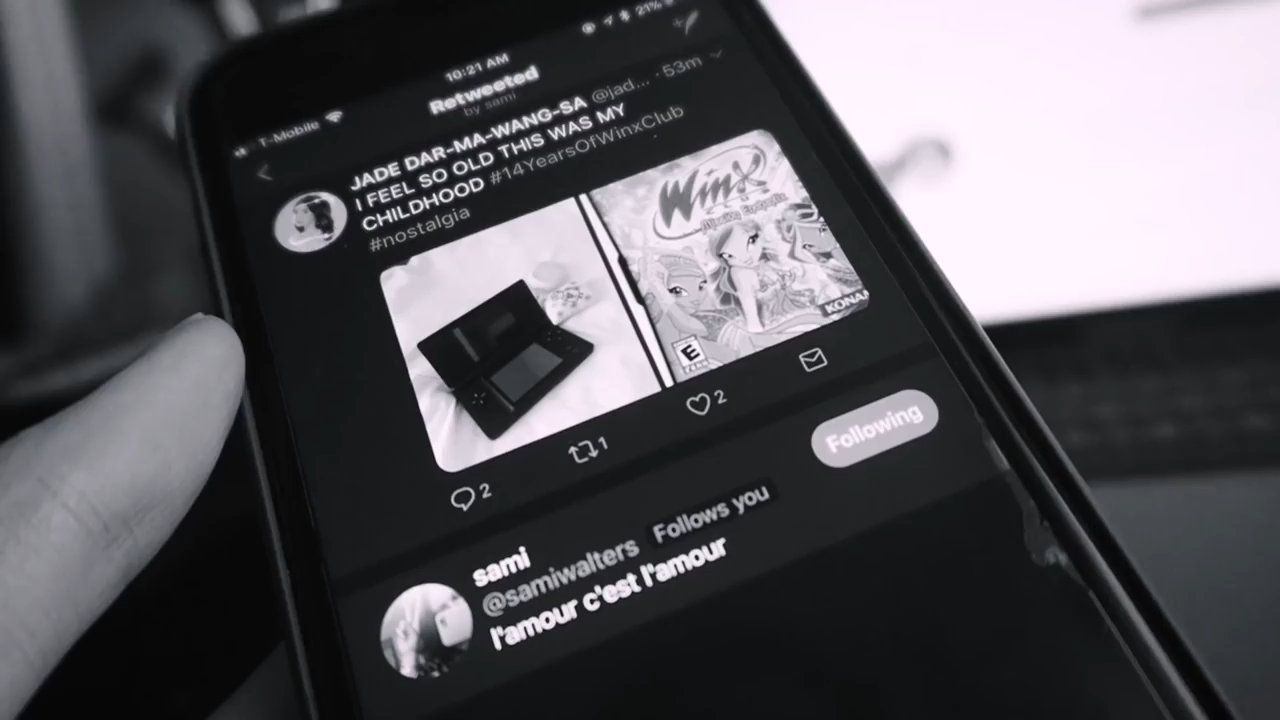 21%
10:21 AM
T-Mobile
Retweeted
by sami
JADE DAR-MA-WANG-SA @jad... · 53m
I FEEL SO OLD THIS WAS MY
CHILDHOOD #14YearsOfWinxClub
#nostalgia
WinX
KONAMI
E
2
1
2
Following
sami
@samiwalters Follows you
l'amour c'est l'amour